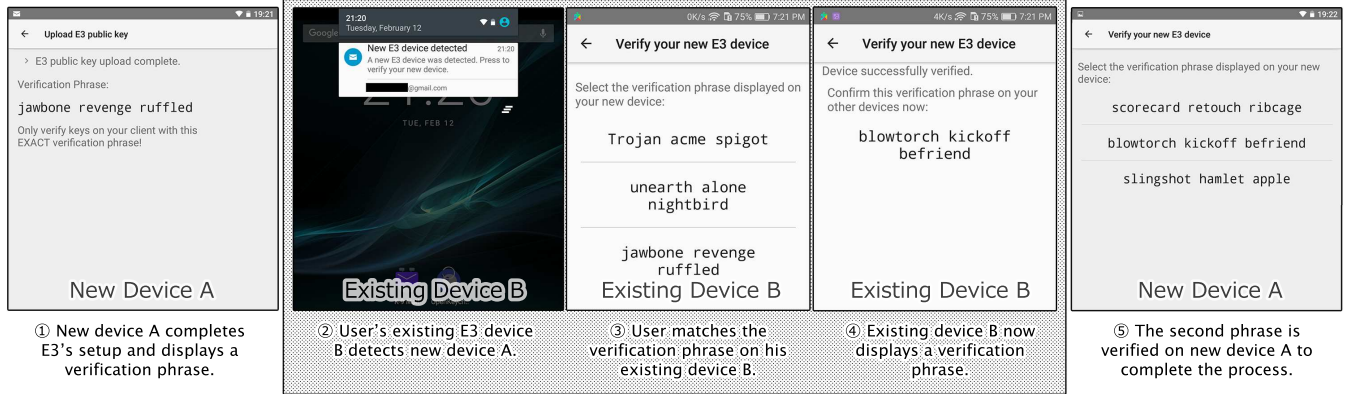 19:21
← Upload E3 public key
> E3 public key upload complete.
Verification Phrase:
jawbone revenge ruffled
Only verify keys on your client with this
EXACT verification phrase!
New Device A
① New device A completes
E3's setup and displays a
verification phrase.
21:20
Tuesday, February 12
Google
New E3 device detected 21:20
A new E3 device was detected. Press to
verify your new device.
@gmail.com
21:20
TUE, FEB 12
Existing Device B
② User's existing E3 device
B detects new device A.
0K/s 75% 7:21 PM
← Verify your new E3 device
Select the verification phrase displayed on
your new device:
Trojan acme spigot
unearth alone
nightbird
jawbone revenge
ruffled
Existing Device B
③ User matches the
verification phrase on his
existing device B.
4K/s 75% 7:21 PM
← Verify your new E3 device
Device successfully verified.
Confirm this verification phrase on your
other devices now:
blowtorch kickoff
befriend
Existing Device B
④ Existing device B now
displays a verification
phrase.
19:22
← Verify your new E3 device
Select the verification phrase displayed on your new
device:
scorecard retouch ribcage
blowtorch kickoff befriend
slingshot hamlet apple
New Device A
⑤ The second phrase is
verified on new device A to
complete the process.